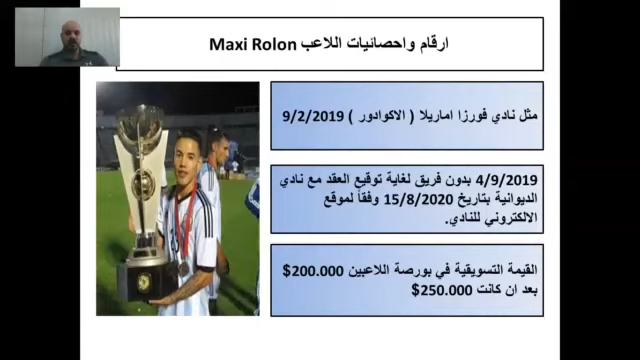 ارقام واحصائيات اللاعب Maxi Rolon
مثل نادي فورزا اماريلا ( الاكوادور ) 9/2/2019
4/9/2019 بدون فريق لغاية توقيع العقد مع نادي
الديوانية بتاريخ 15/8/2020 وفقاً لموقع
الالكتروني للنادي.
القيمة التسويقية في بورصة اللاعبين 200.000$
بعد ان كانت 250.000$